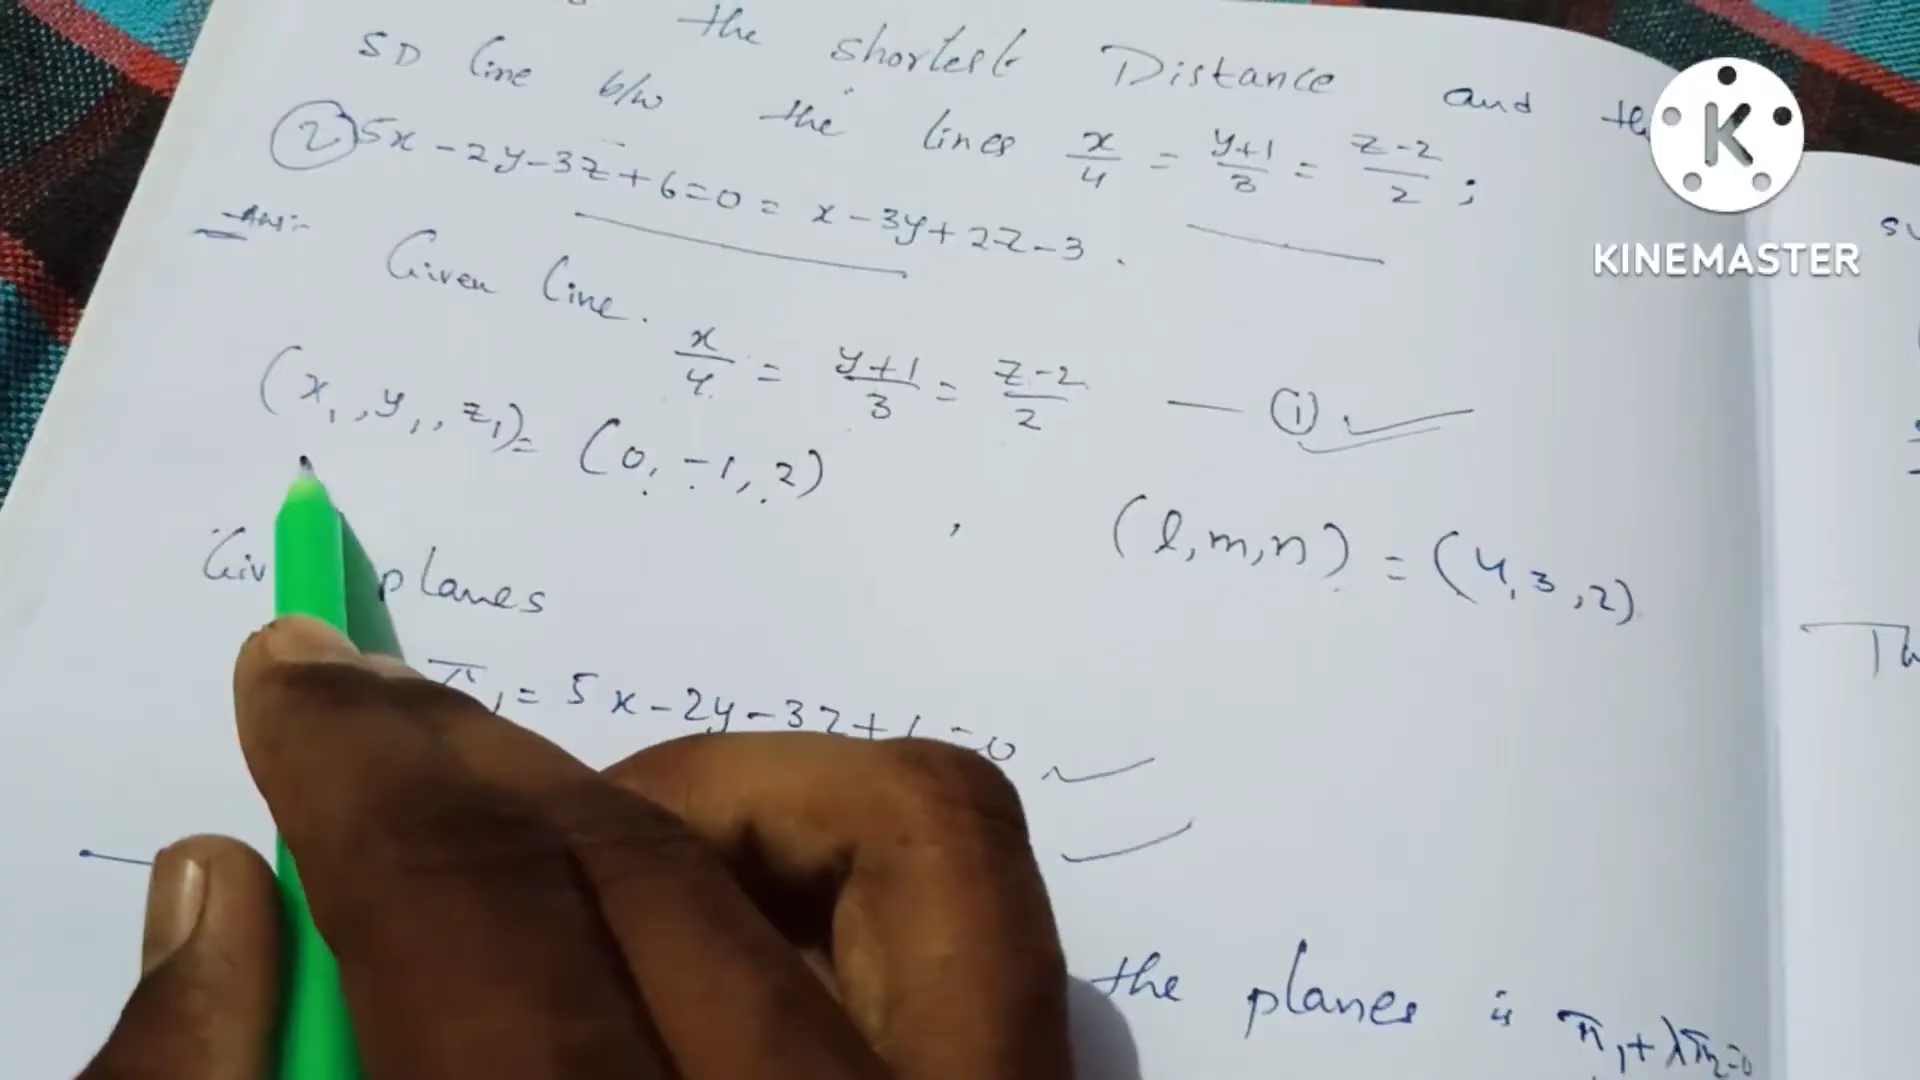 the shortest Distance and the
SD line b/w the lines x/4 = y+1/3 = z-2/2 ;
② 5x-2y-3z+6=0 = x-3y+2z-3 .
Ans:-
Given line. x/4 = y+1/3 = z-2/2 — ①
(x₁, y₁, z₁) = (0, -1, 2) , (l,m,n) = (4,3,2)
planes
π₁ = 5x-2y-3z+ =0
the planes is π₁+λπ₂=0
K
KINEMASTER